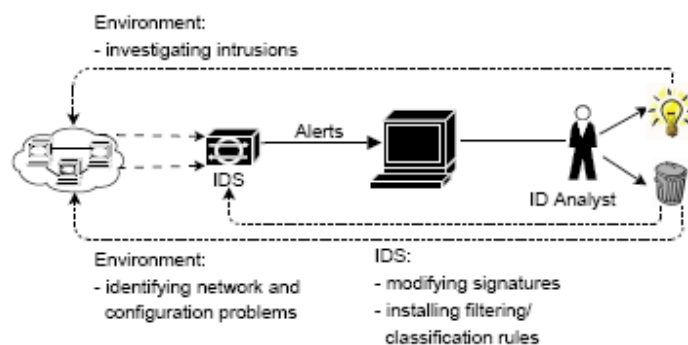 Environment:
- investigating intrusions
Alerts
IDS
ID Analyst
Environment:
- identifying network and
configuration problems
IDS:
- modifying signatures
- installing filtering/
classification rules